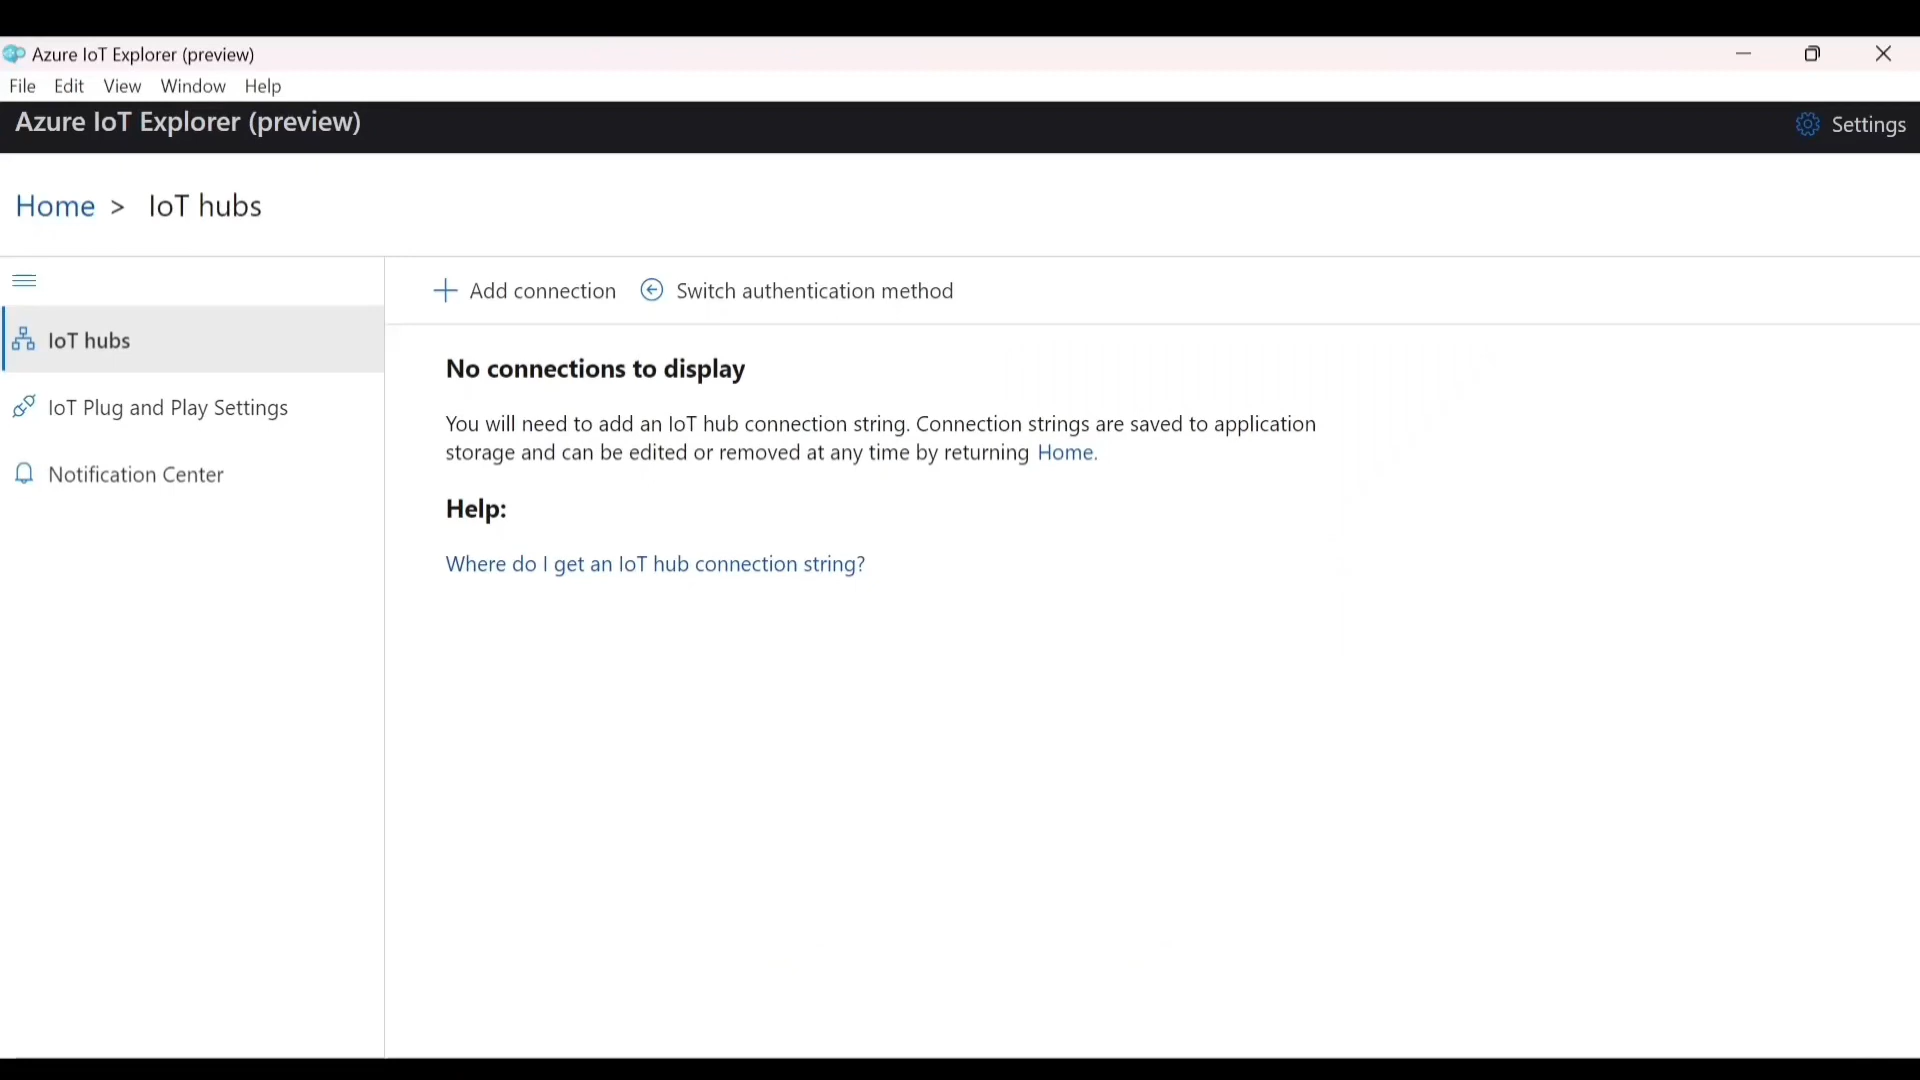 Azure IoT Explorer (preview)
File Edit View Window Help
Azure IoT Explorer (preview)
Settings
Home > IoT hubs
Add connection
Switch authentication method
IoT hubs
IoT Plug and Play Settings
Notification Center
No connections to display
You will need to add an IoT hub connection string. Connection strings are saved to application
storage and can be edited or removed at any time by returning Home.
Help:
Where do I get an IoT hub connection string?